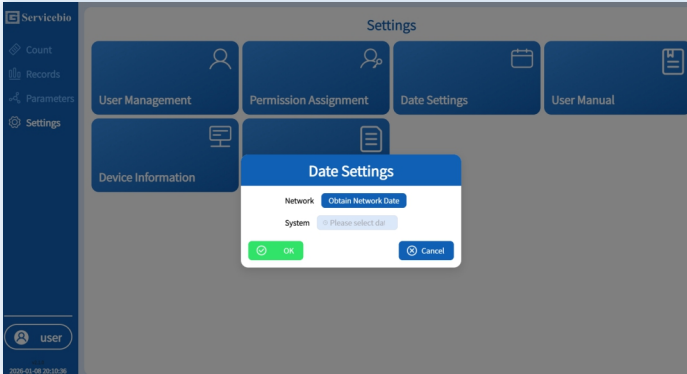 Servicebio
Count
Records
Parameters
Settings
user
2026-01-08 20:10:36
Settings
User Management
Permission Assignment
Date Settings
User Manual
Device Information
Date Settings
Network Obtain Network Date
System Please select dat
OK Cancel